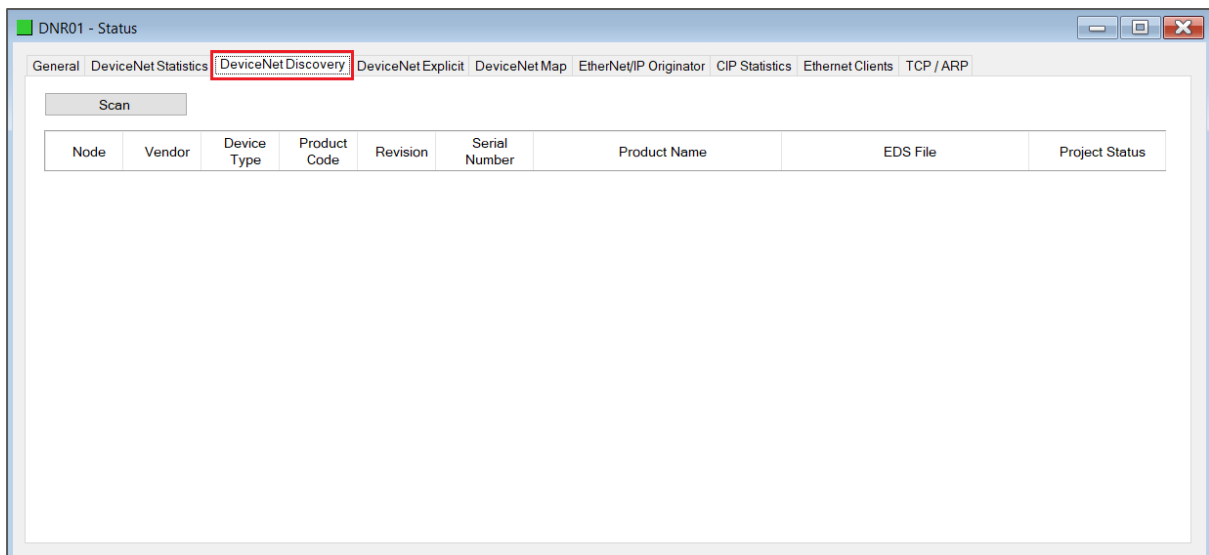 DNR01 - Status
General DeviceNet Statistics DeviceNet Discovery DeviceNet Explicit DeviceNet Map EtherNet/IP Originator CIP Statistics Ethernet Clients TCP / ARP
Scan
Node Vendor Device Type Product Code Revision Serial Number Product Name EDS File Project Status